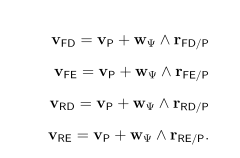 v_FD = v_P + w_Ψ ∧ r_FD/P
v_FE = v_P + w_Ψ ∧ r_FE/P
v_RD = v_P + w_Ψ ∧ r_RD/P
v_RE = v_P + w_Ψ ∧ r_RE/P.